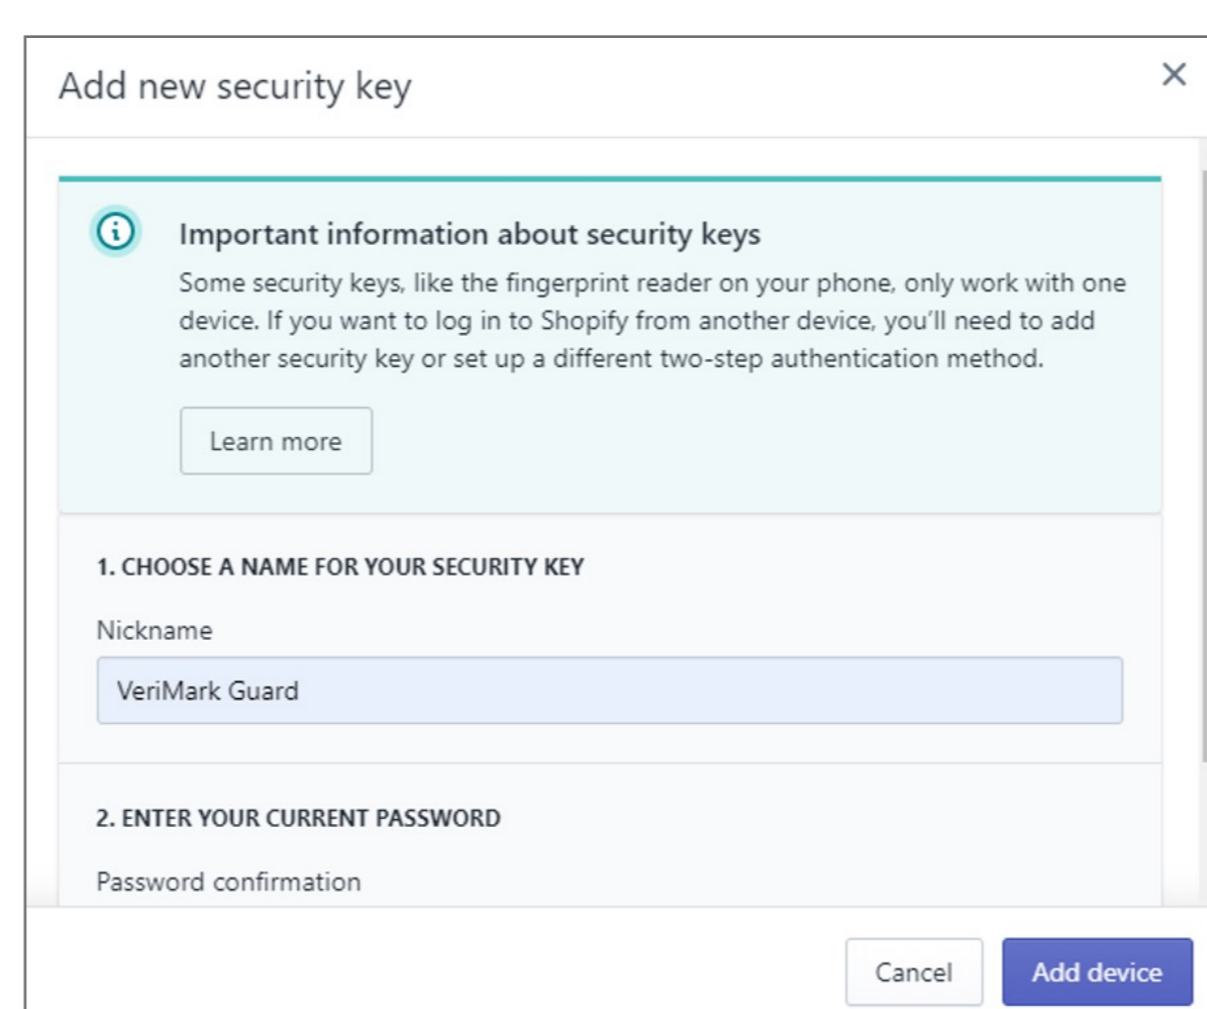 Add new security key
Important information about security keys
Some security keys, like the fingerprint reader on your phone, only work with one
device. If you want to log in to Shopify from another device, you'll need to add
another security key or set up a different two-step authentication method.
Learn more
1. CHOOSE A NAME FOR YOUR SECURITY KEY
Nickname
VeriMark Guard
2. ENTER YOUR CURRENT PASSWORD
Password confirmation
Cancel
Add device